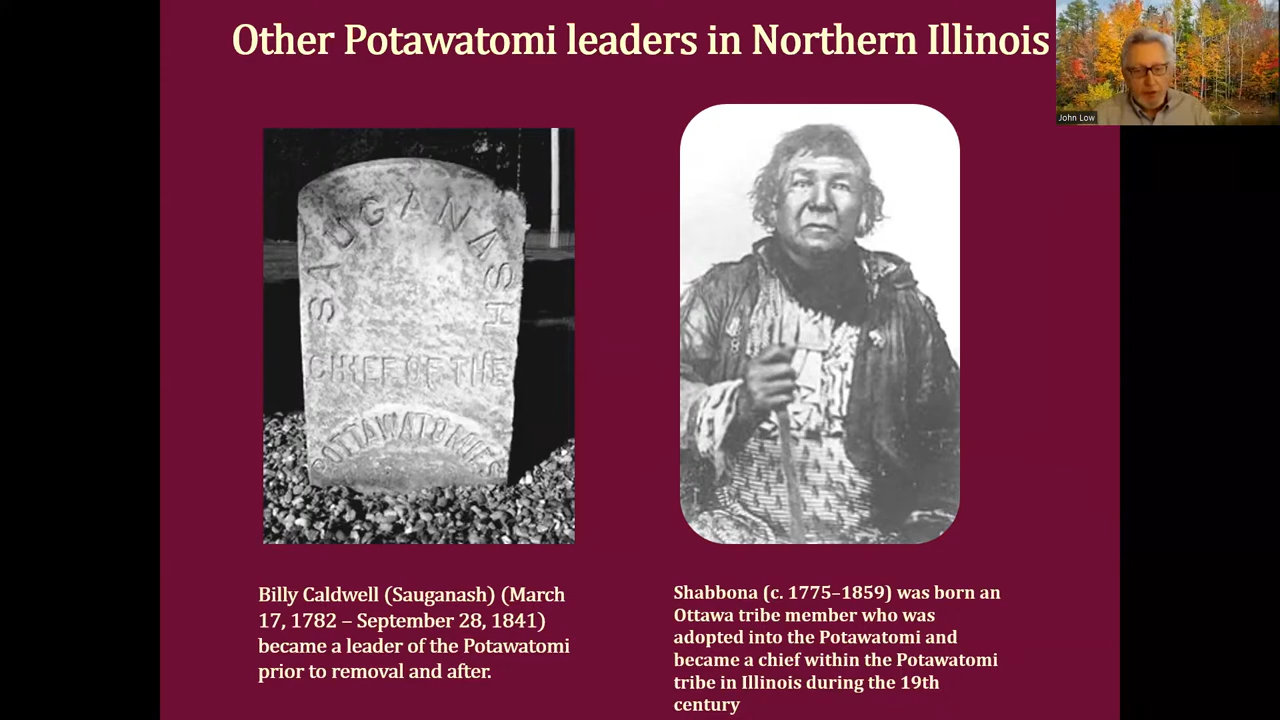 Other Potawatomi leaders in Northern Illinois
John Low
SAUGANASH
CHIEF OF THE
POTTAWATOMIES
Billy Caldwell (Sauganash) (March
17, 1782 – September 28, 1841)
became a leader of the Potawatomi
prior to removal and after.
Shabbona (c. 1775–1859) was born an
Ottawa tribe member who was
adopted into the Potawatomi and
became a chief within the Potawatomi
tribe in Illinois during the 19th
century